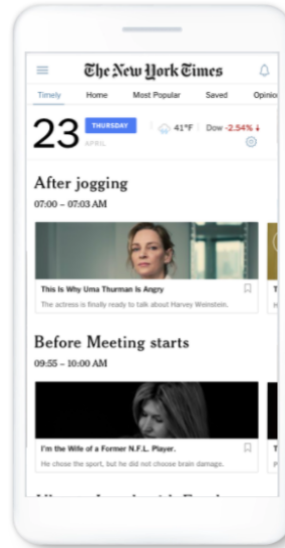 The New York Times
Timely Home Most Popular Saved Opinio
23 THURSDAY 41°F Dow -2.54% ↓
APRIL
After jogging
07:00 – 07:03 AM
This Is Why Uma Thurman Is Angry
The actress is finally ready to talk about Harvey Weinstein.
Before Meeting starts
09:55 – 10:00 AM
I'm the Wife of a Former N.F.L. Player.
He chose the sport, but he did not choose brain damage.